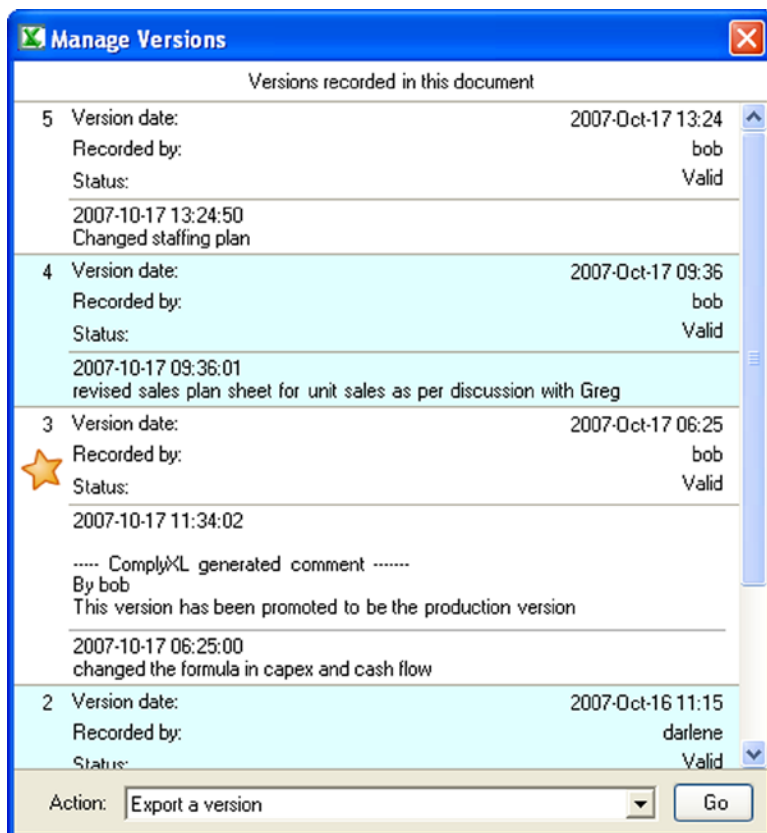 Manage Versions
Versions recorded in this document
5 Version date: 2007-Oct-17 13:24
Recorded by: bob
Status: Valid
2007-10-17 13:24:50
Changed staffing plan
4 Version date: 2007-Oct-17 09:36
Recorded by: bob
Status: Valid
2007-10-17 09:36:01
revised sales plan sheet for unit sales as per discussion with Greg
3 Version date: 2007-Oct-17 06:25
Recorded by: bob
Status: Valid
2007-10-17 11:34:02
----- ComplyXL generated comment -------
By bob
This version has been promoted to be the production version
2007-10-17 06:25:00
changed the formula in capex and cash flow
2 Version date: 2007-Oct-16 11:15
Recorded by: darlene
Status: Valid
Action: Export a version Go